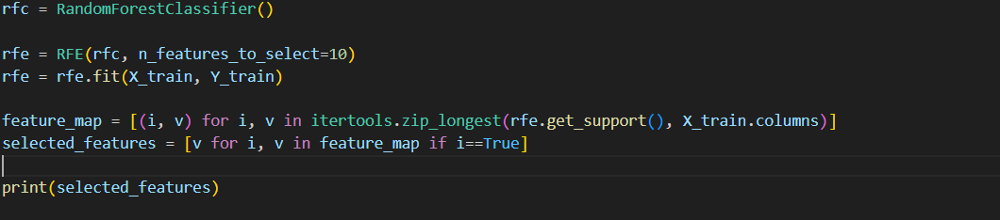 rfc = RandomForestClassifier()
rfe = RFE(rfc, n_features_to_select=10)
rfe = rfe.fit(X_train, Y_train)
feature_map = [(i, v) for i, v in itertools.zip_longest(rfe.get_support(), X_train.columns)]
selected_features = [v for i, v in feature_map if i==True]
print(selected_features)